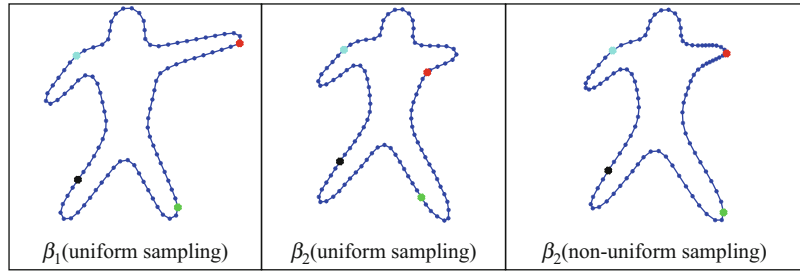 β₁(uniform sampling)
β₂(uniform sampling)
β₂(non-uniform sampling)